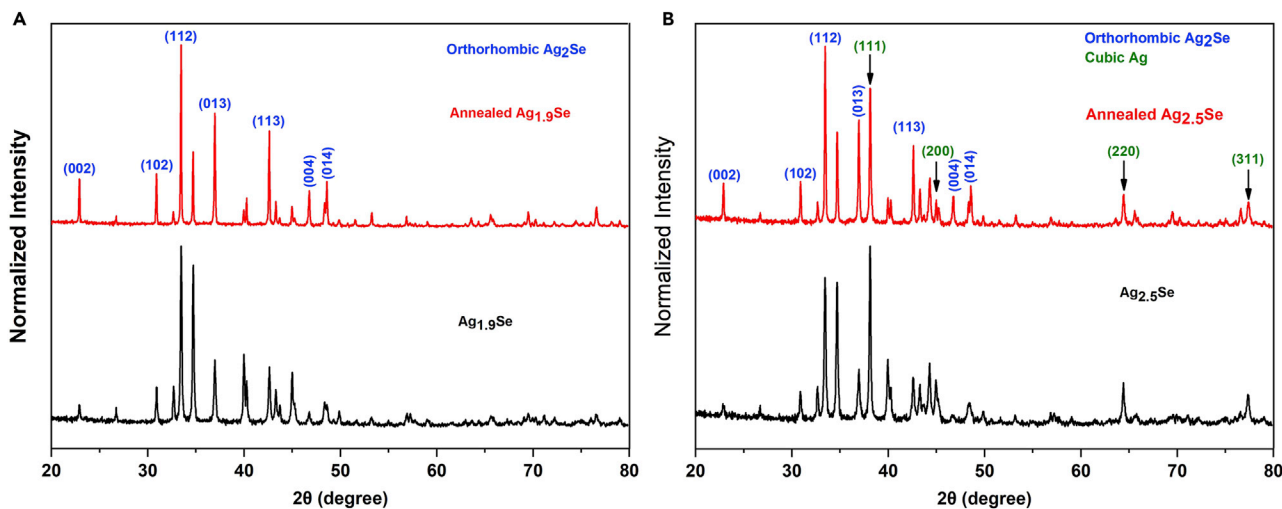 A
Normalized Intensity
Orthorhombic Ag2Se
Annealed Ag1.9Se
(002)
(102)
(112)
(013)
(113)
(004)
(014)
Ag1.9Se
20 30 40 50 60 70 80
2θ (degree)
B
Normalized Intensity
Orthorhombic Ag2Se
Cubic Ag
Annealed Ag2.5Se
(002)
(102)
(112)
(013)
(111)
(113)
(200)
(004)
(014)
(220)
(311)
Ag2.5Se
20 30 40 50 60 70 80
2θ (degree)